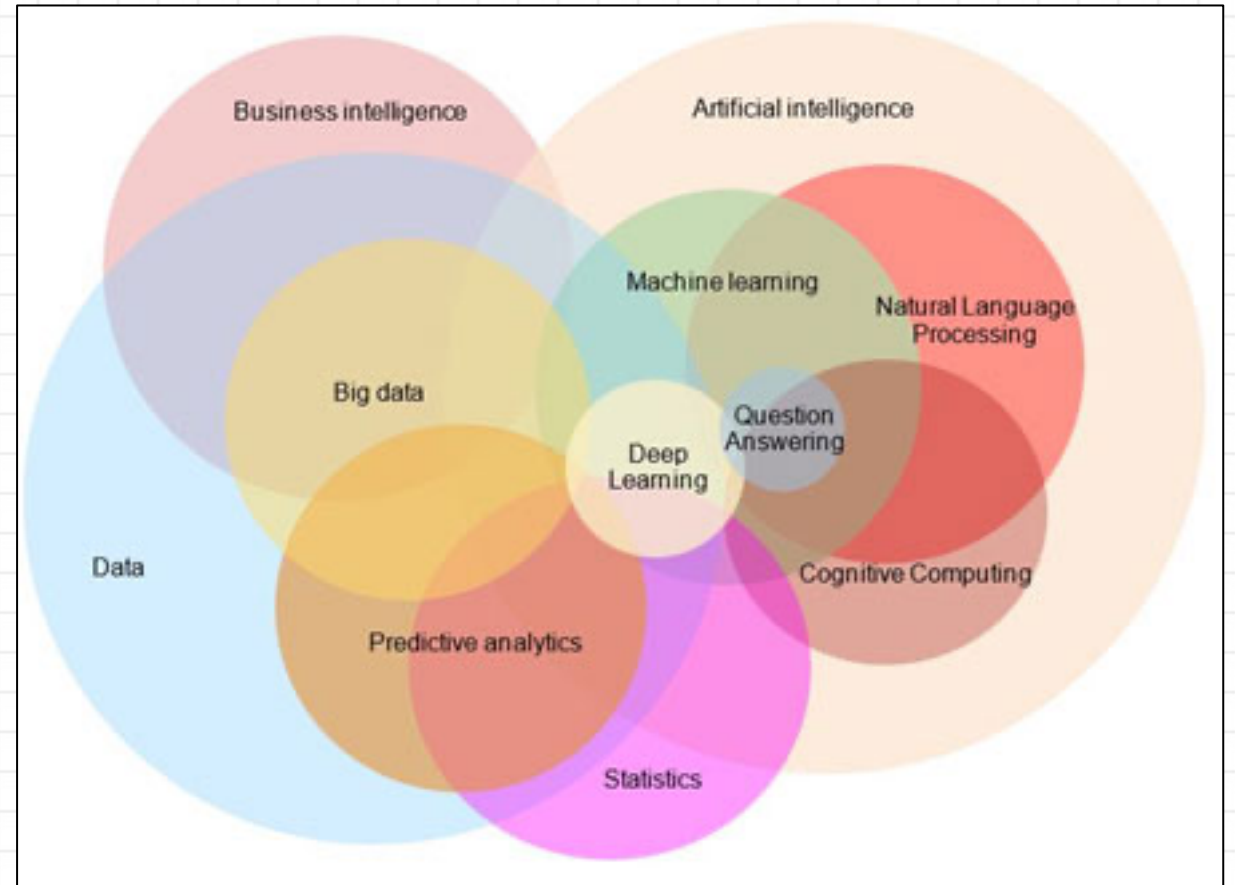 Business intelligence
Artificial intelligence
Machine learning
Natural Language
Processing
Big data
Question
Answering
Deep
Learning
Data
Cognitive Computing
Predictive analytics
Statistics